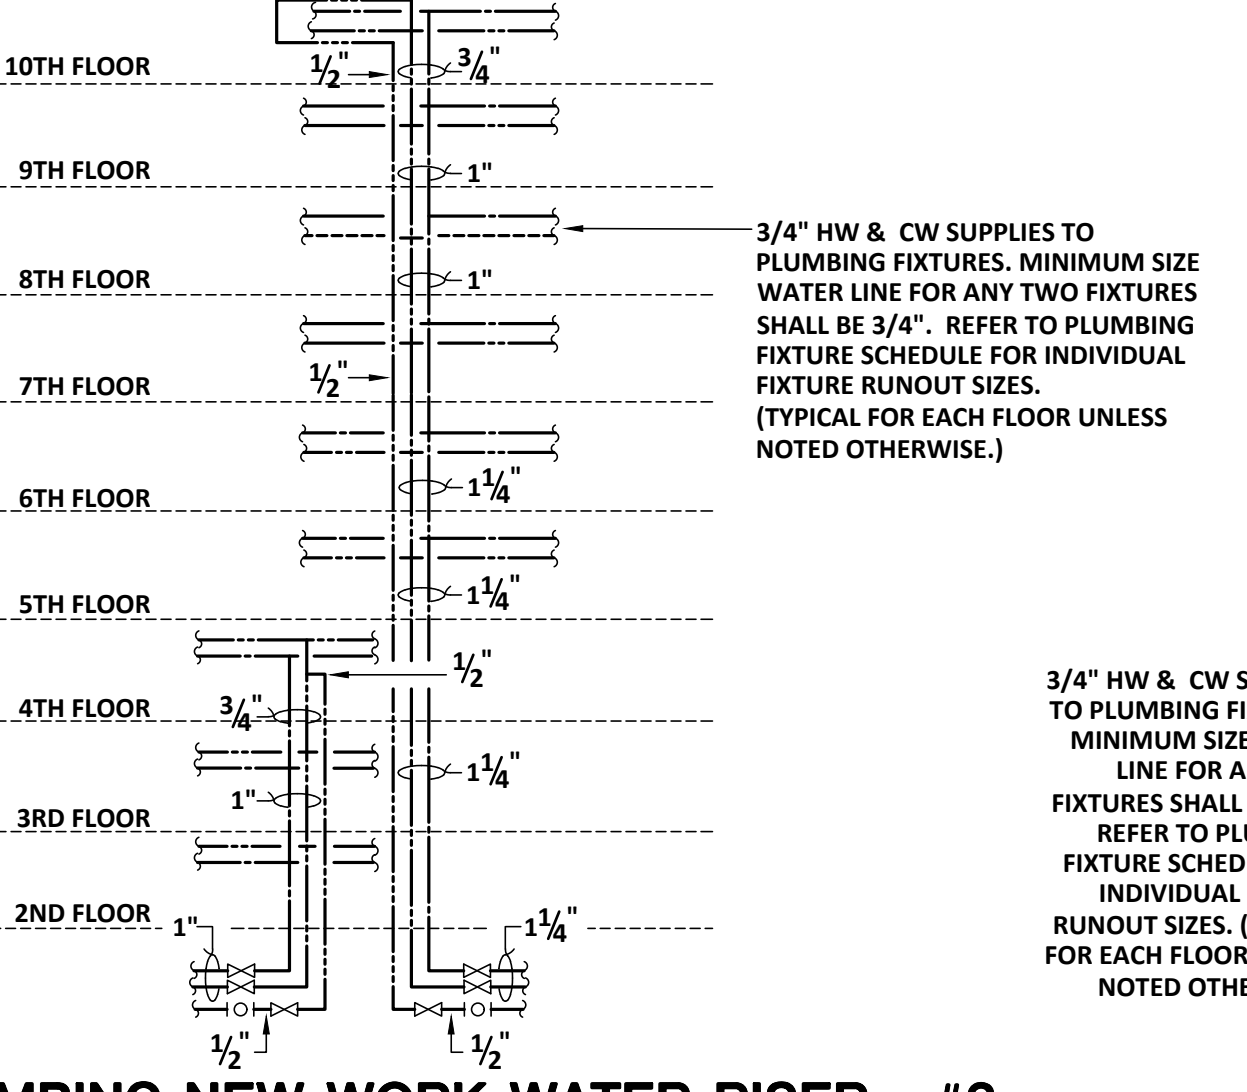 10TH FLOOR
1/2"
3/4"
9TH FLOOR
1"
3/4" HW & CW SUPPLIES TO
PLUMBING FIXTURES. MINIMUM SIZE
WATER LINE FOR ANY TWO FIXTURES
SHALL BE 3/4". REFER TO PLUMBING
FIXTURE SCHEDULE FOR INDIVIDUAL
FIXTURE RUNOUT SIZES.
(TYPICAL FOR EACH FLOOR UNLESS
NOTED OTHERWISE.)
8TH FLOOR
1"
7TH FLOOR
1/2"
6TH FLOOR
1 1/4"
5TH FLOOR
1 1/4"
1/2"
4TH FLOOR
3/4"
1 1/4"
1"
3RD FLOOR
2ND FLOOR
1"
1 1/4"
1/2"
1/2"
3/4" HW & CW
TO PLUMBING
MINIMUM SIZE
LINE FOR
FIXTURES SHALL
REFER TO
FIXTURE
INDIVIDUAL
RUNOUT SIZES. (
FOR EACH FLOOR
NOTED
NEW WORK WATER RISER